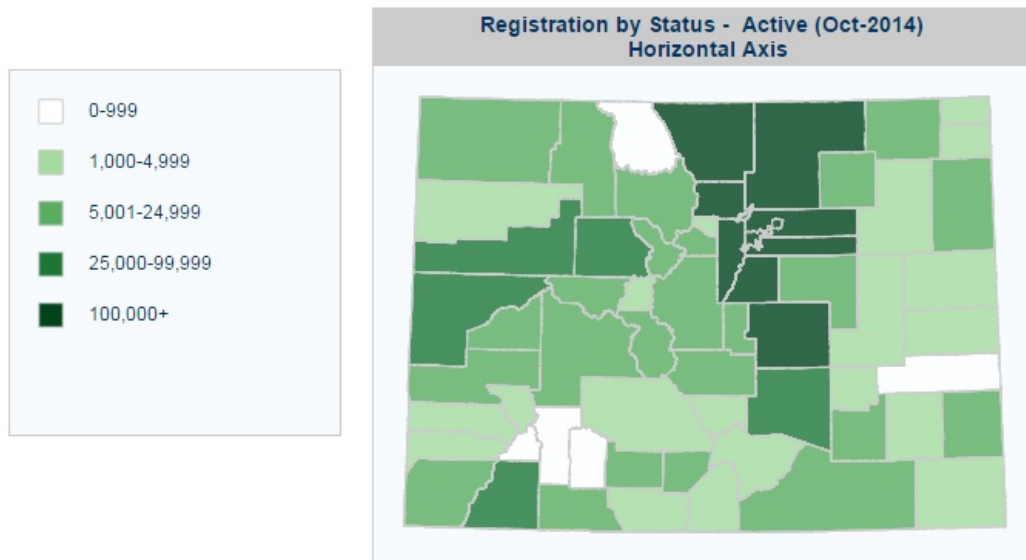 Registration by Status - Active (Oct-2014)
Horizontal Axis
0-999
1,000-4,999
5,001-24,999
25,000-99,999
100,000+